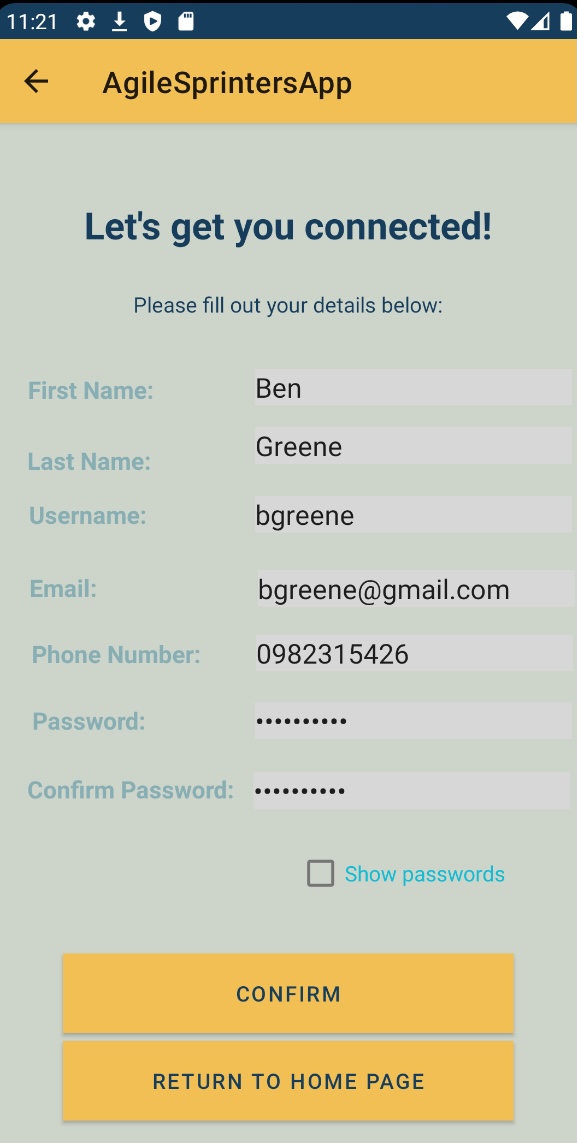 11:21
AgileSprintersApp
Let's get you connected!
Please fill out your details below:
First Name: Ben
Last Name: Greene
Username: bgreene
Email: bgreene@gmail.com
Phone Number: 0982315426
Password: ••••••••••
Confirm Password: ••••••••••
Show passwords
CONFIRM
RETURN TO HOME PAGE